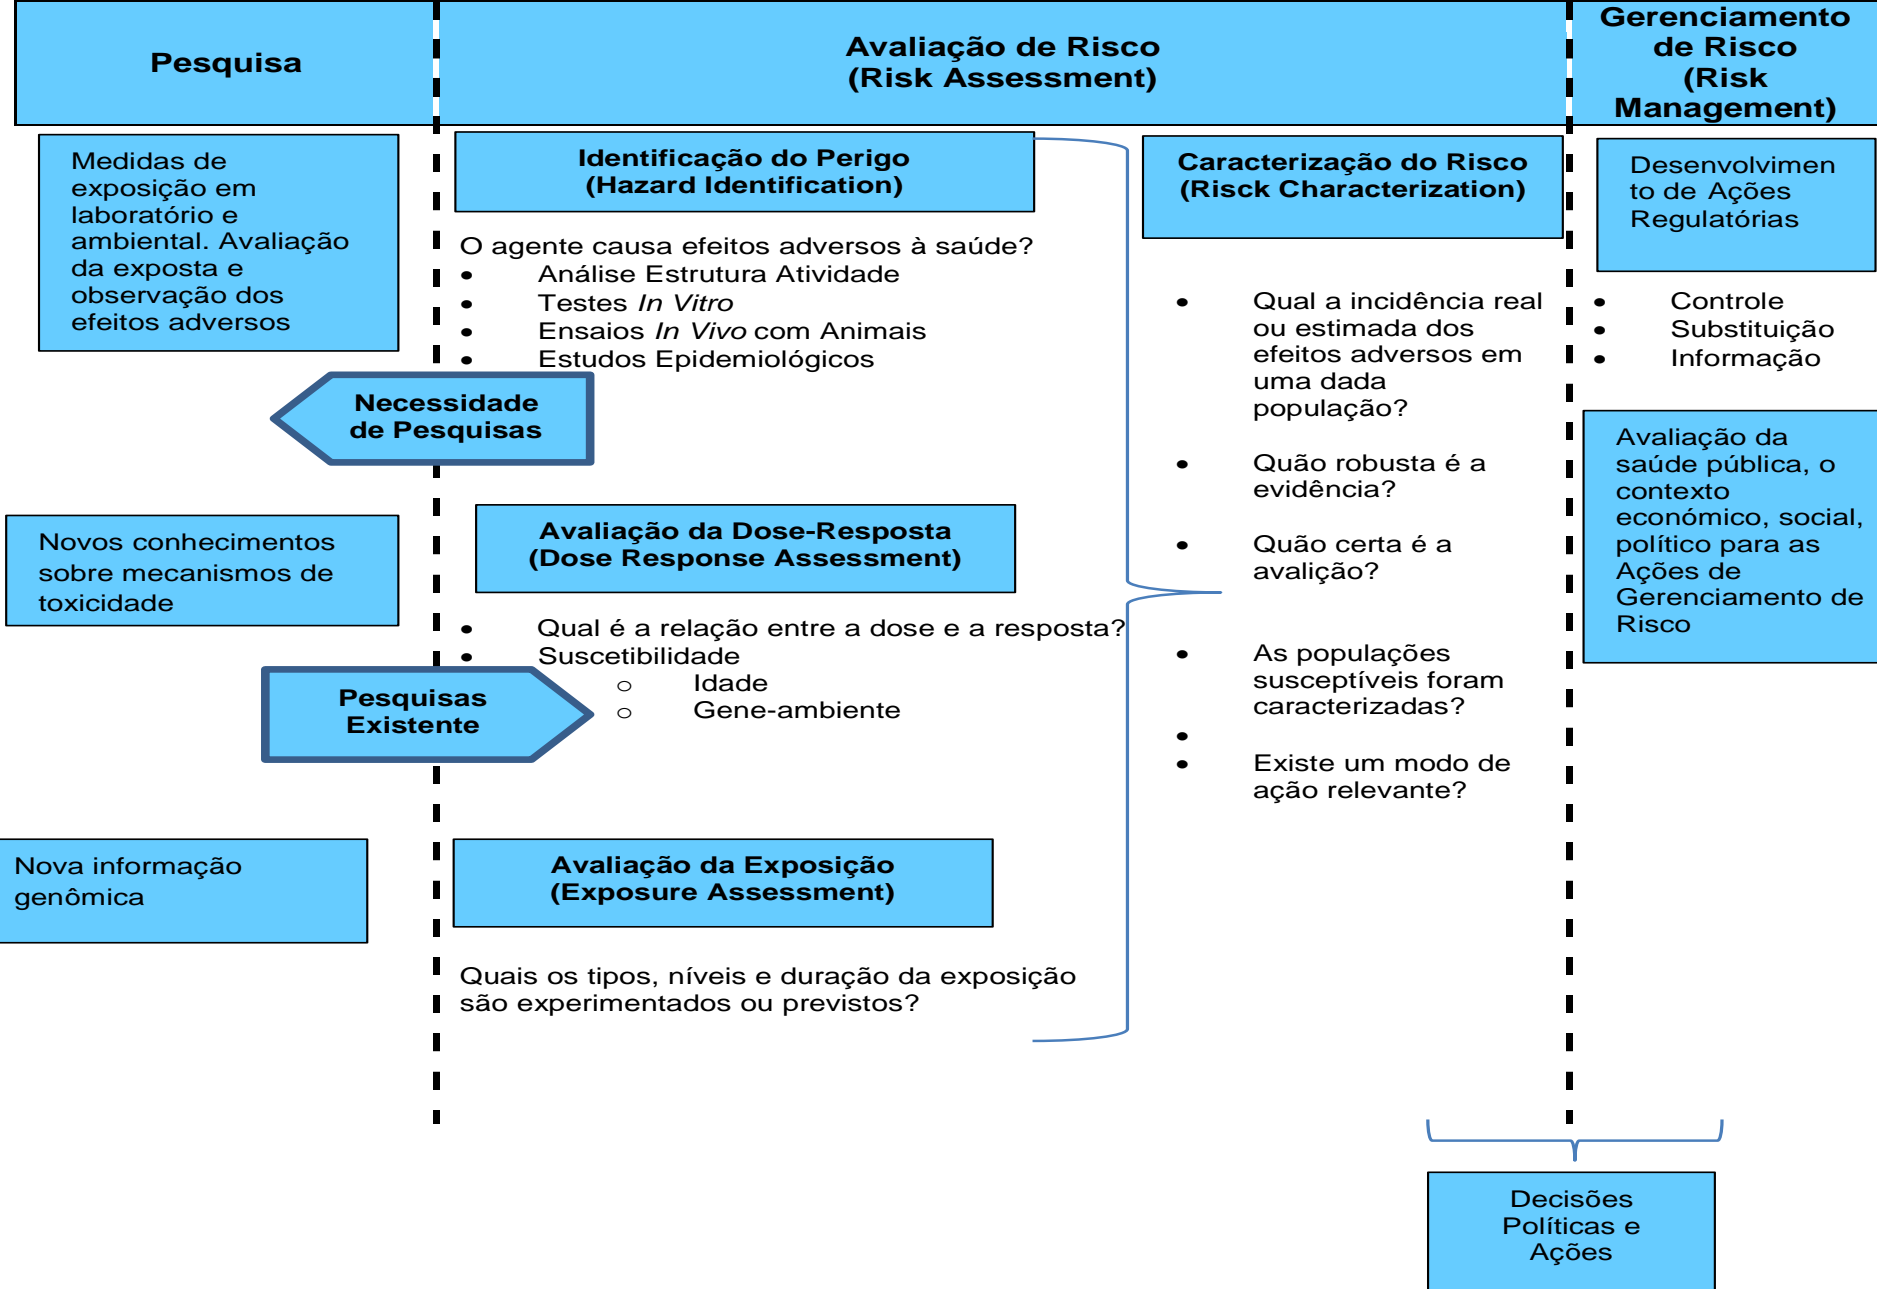 Pesquisa
Avaliação de Risco
(Risk Assessment)
Gerenciamento
de Risco
(Risk
Management)
Medidas de
exposição em
laboratório e
ambiental. Avaliação
da exposta e
observação dos
efeitos adversos
Identificação do Perigo
(Hazard Identification)
O agente causa efeitos adversos à saúde?
• Análise Estrutura Atividade
• Testes In Vitro
• Ensaios In Vivo com Animais
• Estudos Epidemiológicos
Necessidade
de Pesquisas
Novos conhecimentos
sobre mecanismos de
toxicidade
Avaliação da Dose-Resposta
(Dose Response Assessment)
• Qual é a relação entre a dose e a resposta?
• Suscetibilidade
o Idade
o Gene-ambiente
Pesquisas
Existente
Nova informação
genômica
Avaliação da Exposição
(Exposure Assessment)
Quais os tipos, níveis e duração da exposição
são experimentados ou previstos?
Caracterização do Risco
(Risck Characterization)
• Qual a incidência real
ou estimada dos
efeitos adversos em
uma dada
população?
• Quão robusta é a
evidência?
• Quão certa é a
avalição?
• As populações
susceptíveis foram
caracterizadas?
•
• Existe um modo de
ação relevante?
Desenvolvimen
to de Ações
Regulatórias
• Controle
• Substituição
• Informação
Avaliação da
saúde pública, o
contexto
económico, social,
político para as
Ações de
Gerenciamento de
Risco
Decisões
Políticas e
Ações